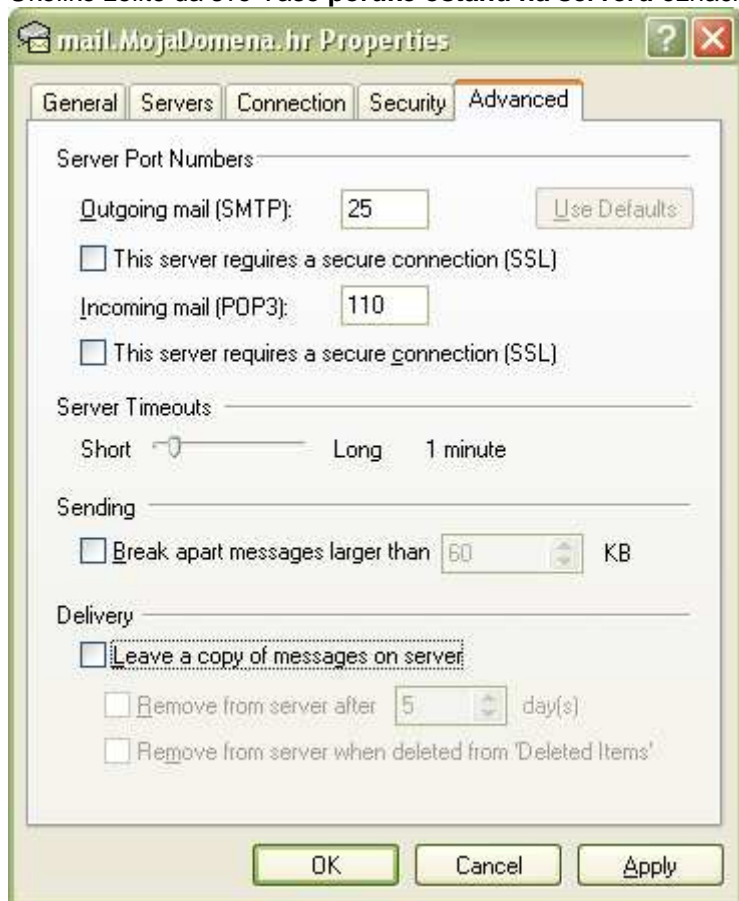 mail.MojaDomena.hr Properties
General Servers Connection Security Advanced
Server Port Numbers
Outgoing mail (SMTP): 25 Use Defaults
This server requires a secure connection (SSL)
Incoming mail (POP3): 110
This server requires a secure connection (SSL)
Server Timeouts
Short Long 1 minute
Sending
Break apart messages larger than 60 KB
Delivery
Leave a copy of messages on server
Remove from server after 5 day(s)
Remove from server when deleted from 'Deleted Items'
OK Cancel Apply